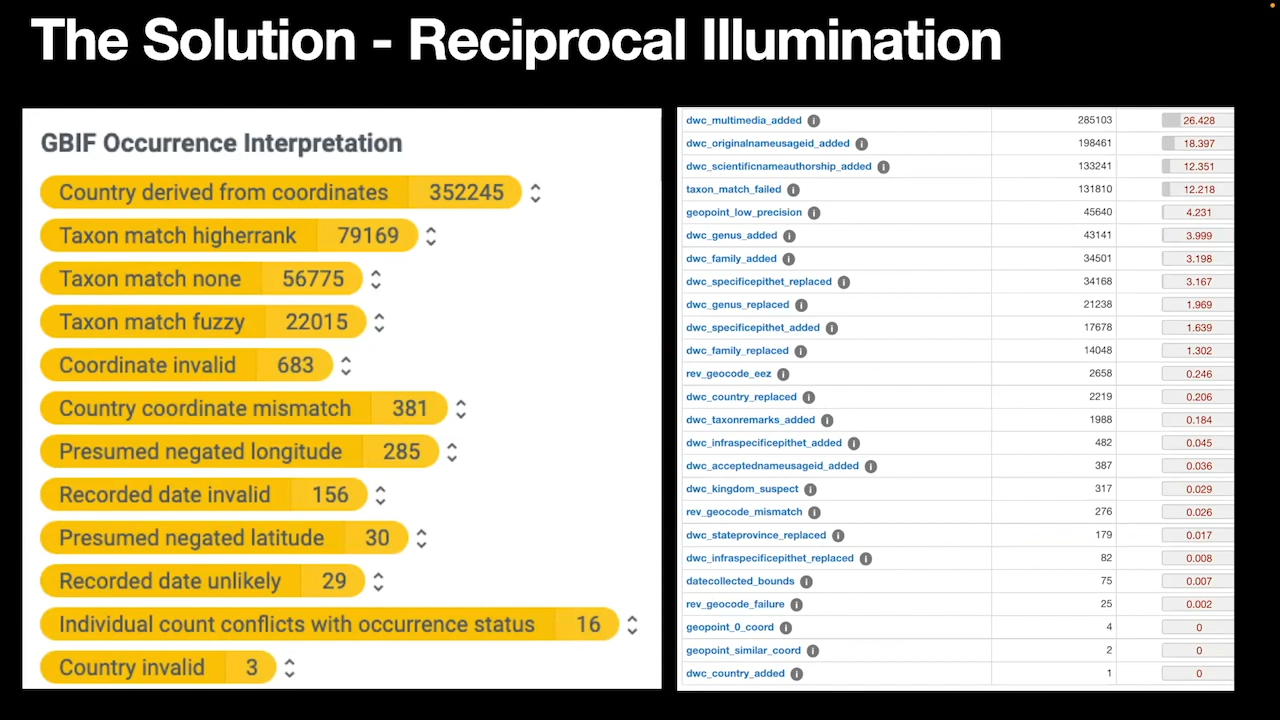 The Solution - Reciprocal Illumination
GBIF Occurrence Interpretation
Country derived from coordinates 352245
Taxon match higherrank 79169
Taxon match none 56775
Taxon match fuzzy 22015
Coordinate invalid 683
Country coordinate mismatch 381
Presumed negated longitude 285
Recorded date invalid 156
Presumed negated latitude 30
Recorded date unlikely 29
Individual count conflicts with occurrence status 16
Country invalid 3
dwc_multimedia_added 285103 26.428
dwc_originalnameusageid_added 198461 18.397
dwc_scientificnameauthorship_added 133241 12.351
taxon_match_failed 131810 12.218
geopoint_low_precision 45640 4.231
dwc_genus_added 43141 3.999
dwc_family_added 34501 3.198
dwc_specificepithet_replaced 34168 3.167
dwc_genus_replaced 21238 1.969
dwc_specificepithet_added 17678 1.639
dwc_family_replaced 14048 1.302
rev_geocode_eez 2658 0.246
dwc_country_replaced 2219 0.206
dwc_taxonremarks_added 1988 0.184
dwc_infraspecificepithet_added 482 0.045
dwc_acceptednameusageid_added 387 0.036
dwc_kingdom_suspect 317 0.029
rev_geocode_mismatch 276 0.026
dwc_stateprovince_replaced 179 0.017
dwc_infraspecificepithet_replaced 82 0.008
datecollected_bounds 75 0.007
rev_geocode_failure 25 0.002
geopoint_0_coord 4 0
geopoint_similar_coord 2 0
dwc_country_added 1 0